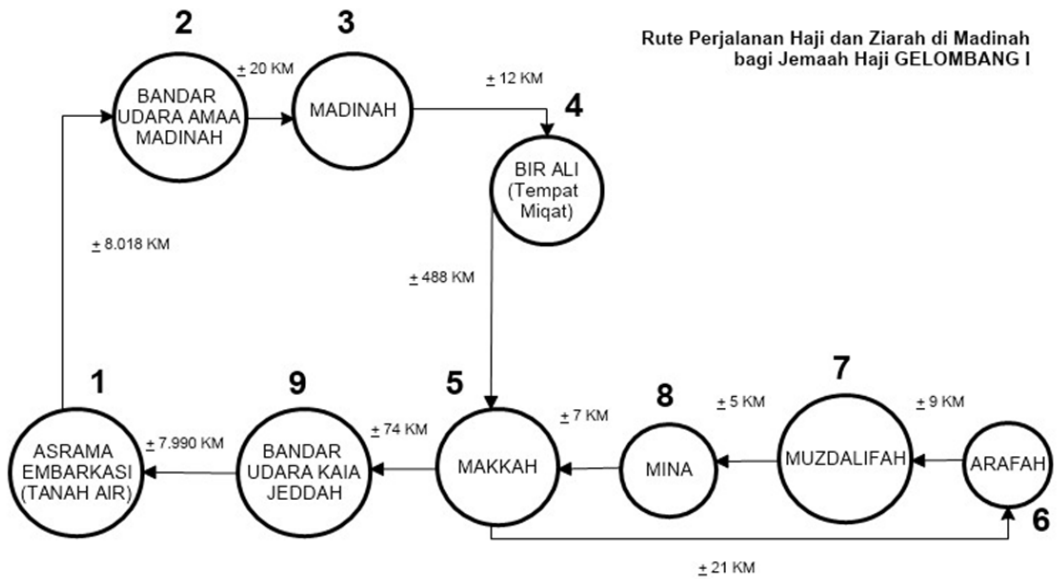 Rute Perjalanan Haji dan Ziarah di Madinah
bagi Jemaah Haji GELOMBANG I
2
3
± 20 KM
± 12 KM
4
BANDAR
UDARA AMAA
MADINAH
MADINAH
BIR ALI
(Tempat
Miqat)
± 8.018 KM
± 488 KM
1
9
5
8
7
± 7.990 KM
± 74 KM
± 7 KM
± 5 KM
± 9 KM
ASRAMA
EMBARKASI
(TANAH AIR)
BANDAR
UDARA KAIA
JEDDAH
MAKKAH
MINA
MUZDALIFAH
ARAFAH
6
± 21 KM